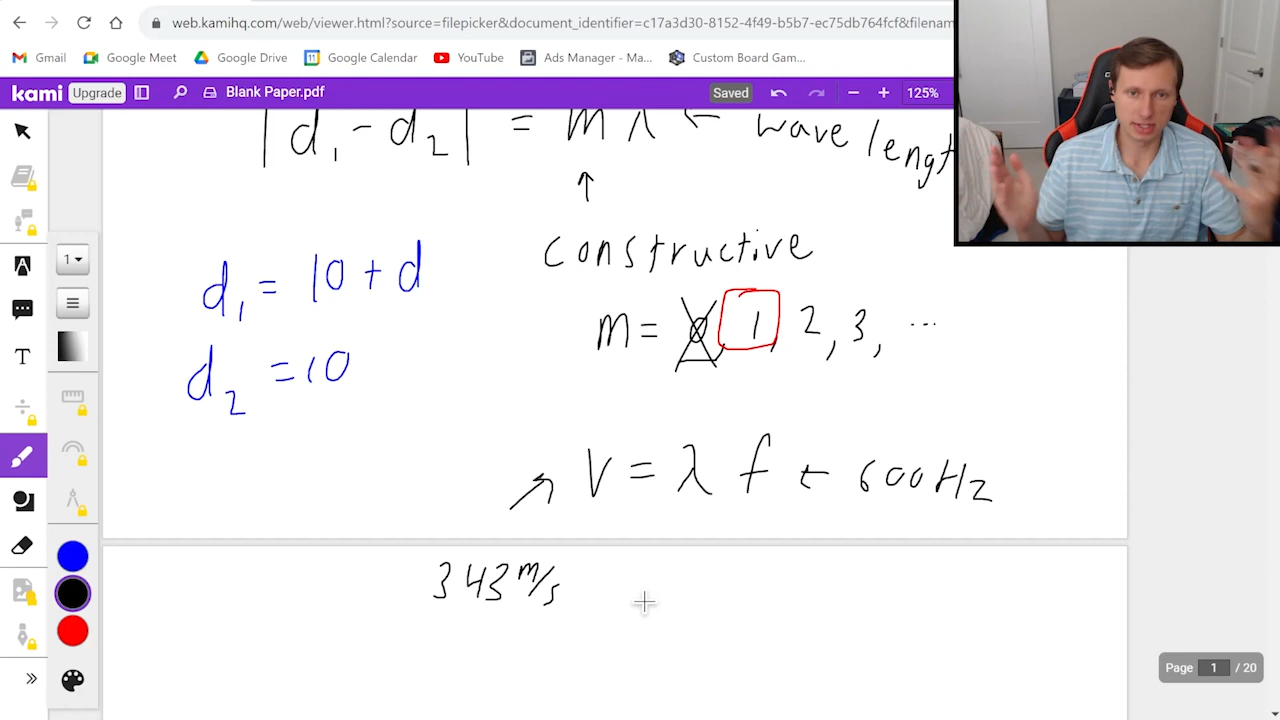 web.kamihq.com/web/viewer.html?source=filepicker&document_identifier=c17a3d30-8152-4f49-b5b7-ec75db764fcf&filenam
Gmail Google Meet Google Drive Google Calendar YouTube Ads Manager - Ma... Custom Board Gam...
kami Upgrade Blank Paper.pdf Saved 125%
|d₁ - d₂| = mλ ← wave length
↑
constructive
d₁ = 10 + d
m = 0, 1, 2, 3, ...
d₂ = 10
V = λ f ← 600Hz
343 m/s
1
T
Page 1 / 20